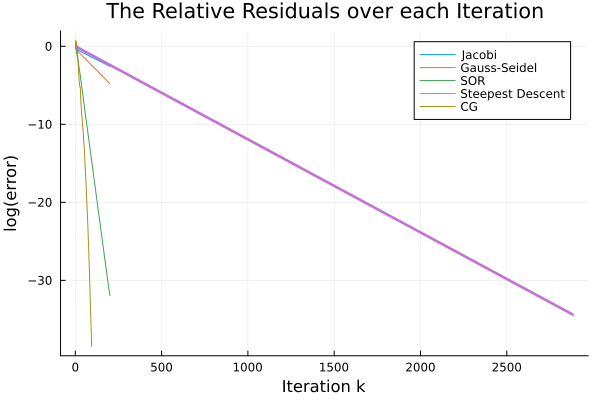 The Relative Residuals over each Iteration
log(error)
0
−10
−20
−30
Jacobi
Gauss-Seidel
SOR
Steepest Descent
CG
0 500 1000 1500 2000 2500
Iteration k